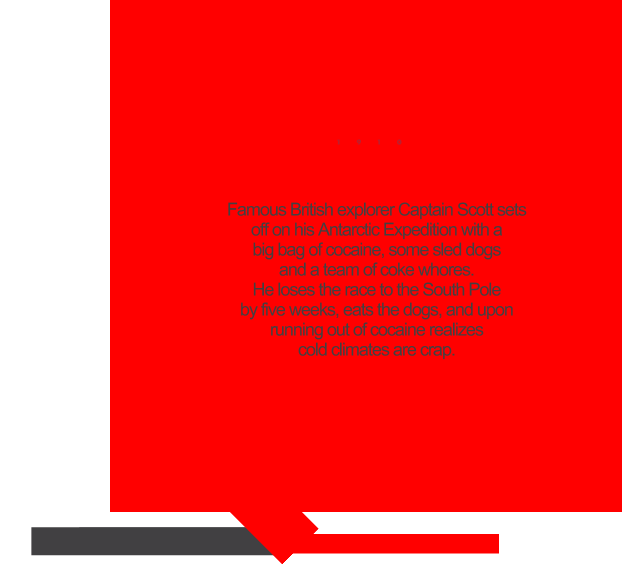 Famous British explorer Captain Scott sets
off on his Antarctic Expedition with a
big bag of cocaine, some sled dogs
and a team of coke whores.
He loses the race to the South Pole
by five weeks, eats the dogs, and upon
running out of cocaine realizes
cold climates are crap.